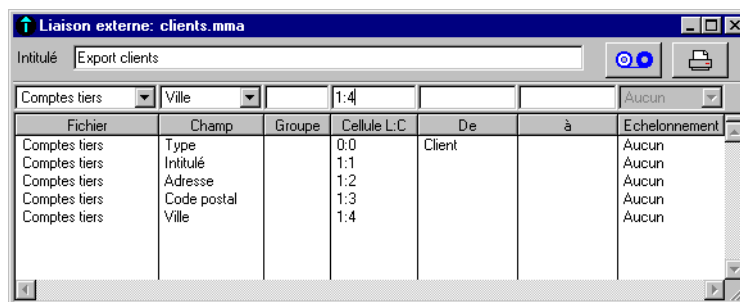 Liaison externe: clients.mma
Intitulé Export clients
Comptes tiers Ville 1:4 Aucun
Fichier Champ Groupe Cellule L:C De à Echelonnement
Comptes tiers Type 0:0 Client Aucun
Comptes tiers Intitulé 1:1 Aucun
Comptes tiers Adresse 1:2 Aucun
Comptes tiers Code postal 1:3 Aucun
Comptes tiers Ville 1:4 Aucun